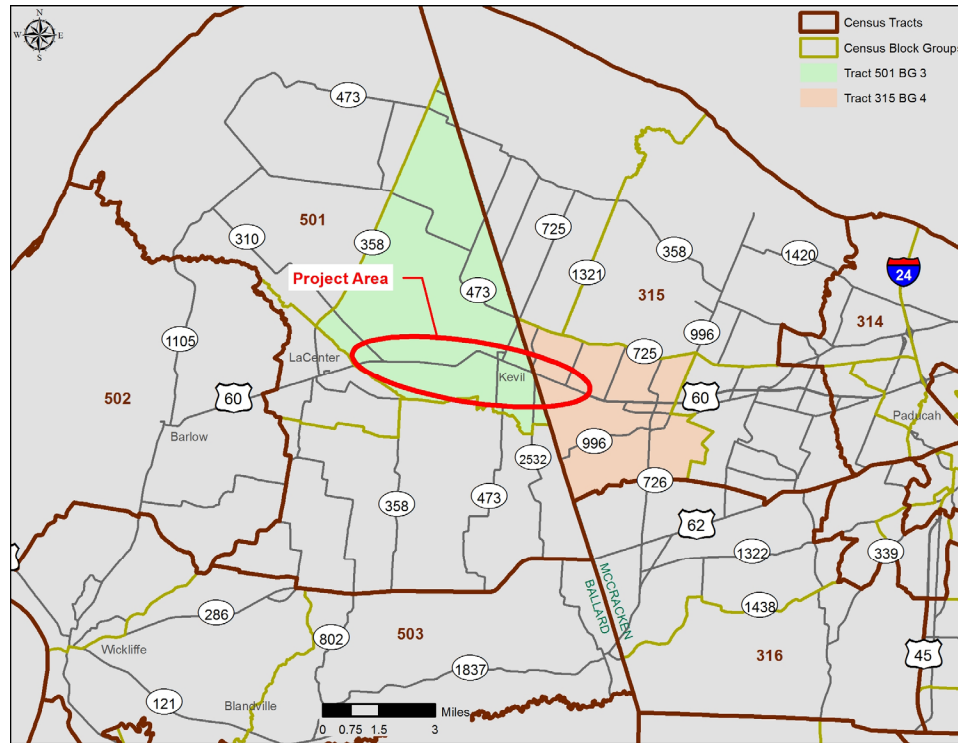 N
W E
S
Census Tracts
Census Block Groups
Tract 501 BG 3
Tract 315 BG 4
473
501
310
358
725
1321
358
1420
24
Project Area
473
315
314
1105
996
LaCenter
725
Kevil
60
60
502
Paducah
Barlow
996
2532
726
358
473
62
1322
339
MCCRACKEN
BALLARD
1438
286
802
503
Wickliffe
316
45
1837
121
Blandville
Miles
0 0.75 1.5 3